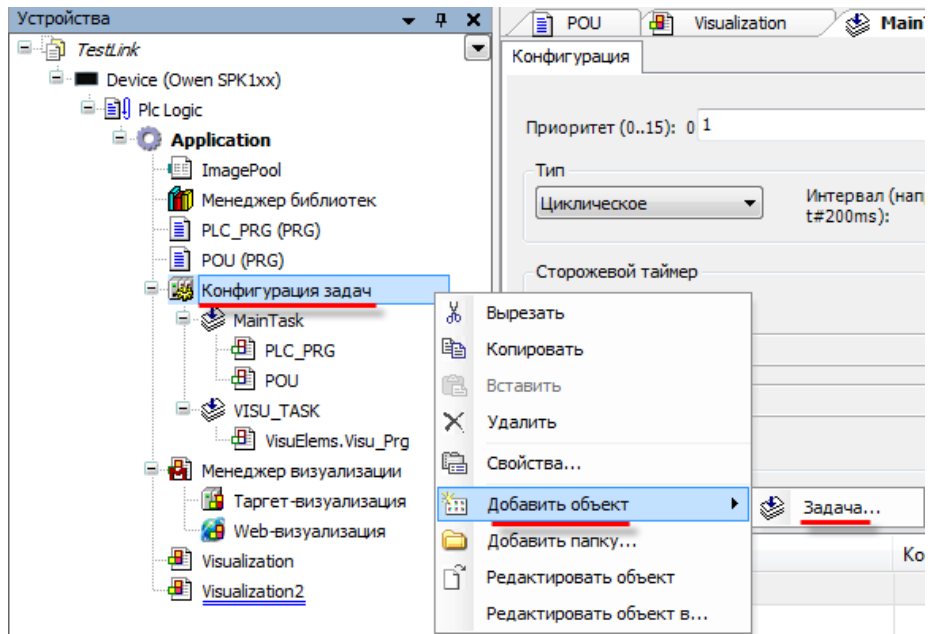 Устройства
TestLink
Device (Owen SPK1xx)
Plc Logic
Application
ImagePool
Менеджер библиотек
PLC_PRG (PRG)
POU (PRG)
Конфигурация задач
MainTask
PLC_PRG
POU
VISU_TASK
VisuElems.Visu_Prg
Менеджер визуализации
Таргет-визуализация
Web-визуализация
Visualization
Visualization2
POU
Visualization
MainT
Конфигурация
Приоритет (0..15): 0 1
Тип
Циклическое
Интервал (нап
t#200ms):
Сторожевой таймер
Вырезать
Копировать
Вставить
Удалить
Свойства...
Добавить объект
Добавить папку...
Редактировать объект
Редактировать объект в...
Задача...
Ко